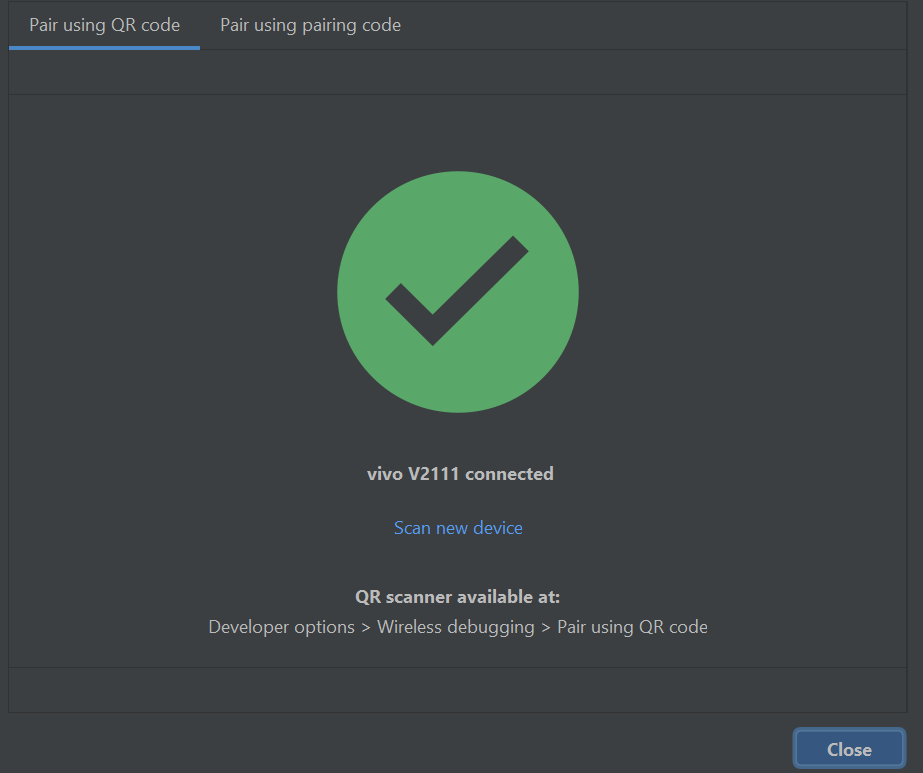 Pair using QR code
Pair using pairing code
vivo V2111 connected
Scan new device
QR scanner available at:
Developer options > Wireless debugging > Pair using QR code
Close